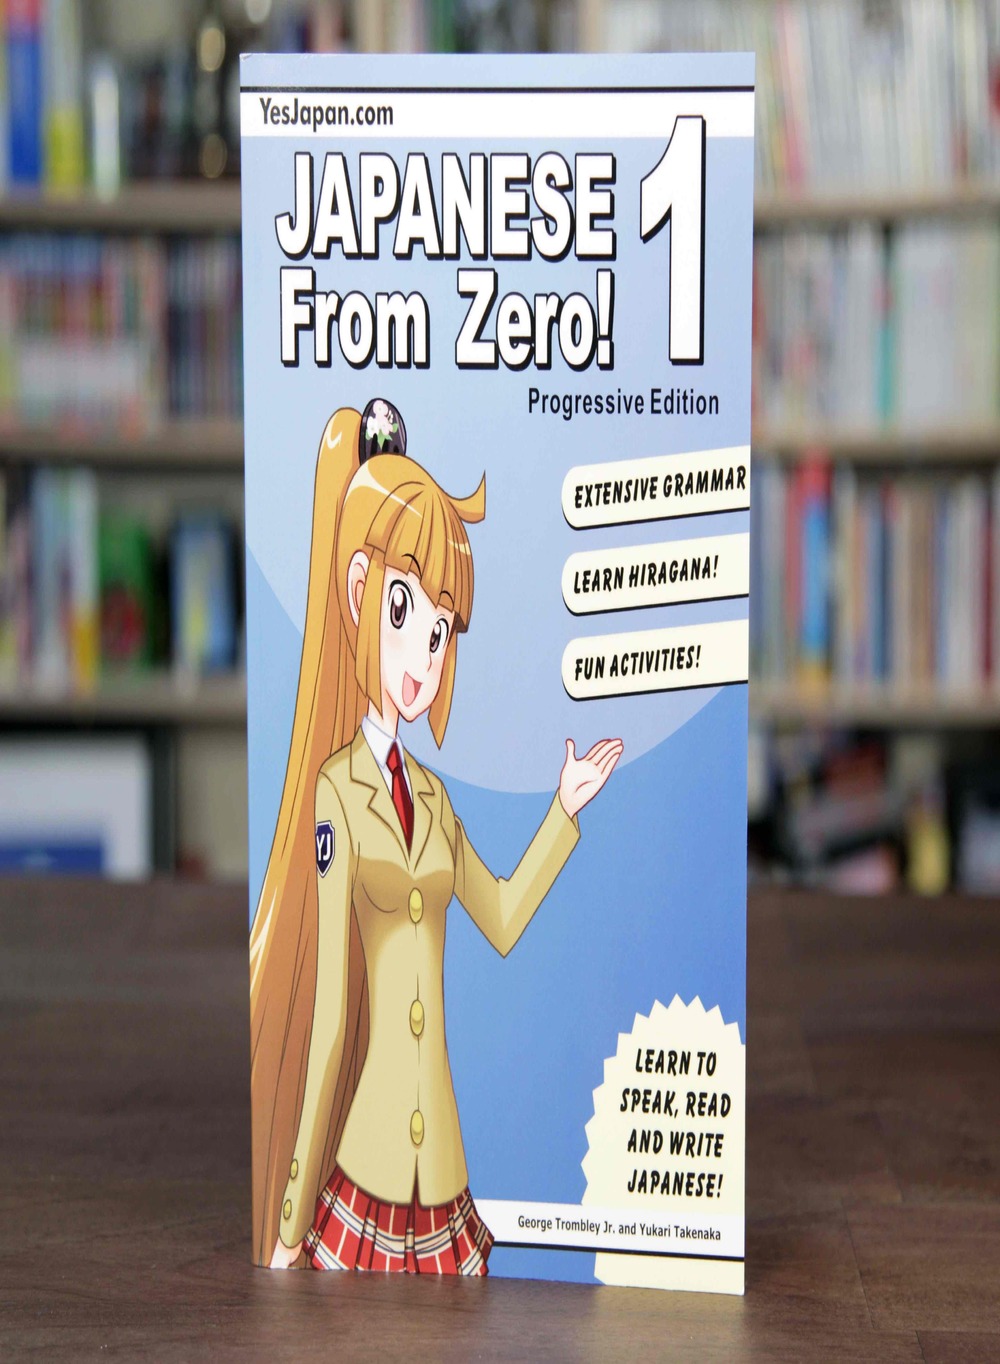 YesJapan.com
JAPANESE
From Zero!
1
Progressive Edition
EXTENSIVE GRAMMAR
LEARN HIRAGANA!
FUN ACTIVITIES!
YJ
LEARN TO
SPEAK, READ
AND WRITE
JAPANESE!
George Trombley Jr. and Yukari Takenaka